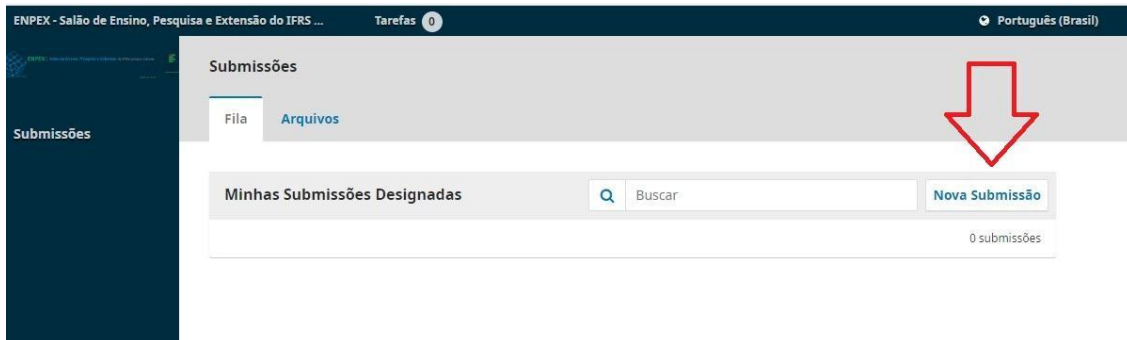 ENPEX - Salão de Ensino, Pesquisa e Extensão do IFRS ... Tarefas 0 Português (Brasil)
Submissões
Submissões
Fila Arquivos
Minhas Submissões Designadas Buscar Nova Submissão
0 submissões